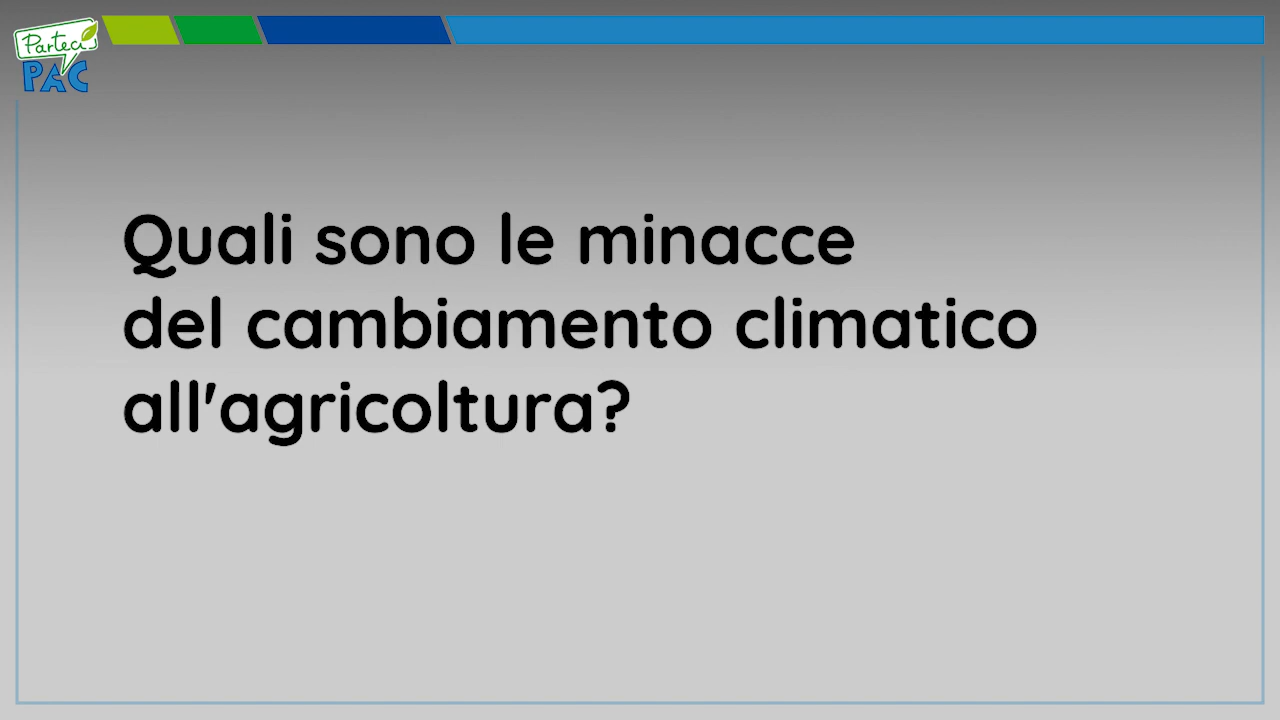 Parteci
PAC
Quali sono le minacce
del cambiamento climatico
all'agricoltura?